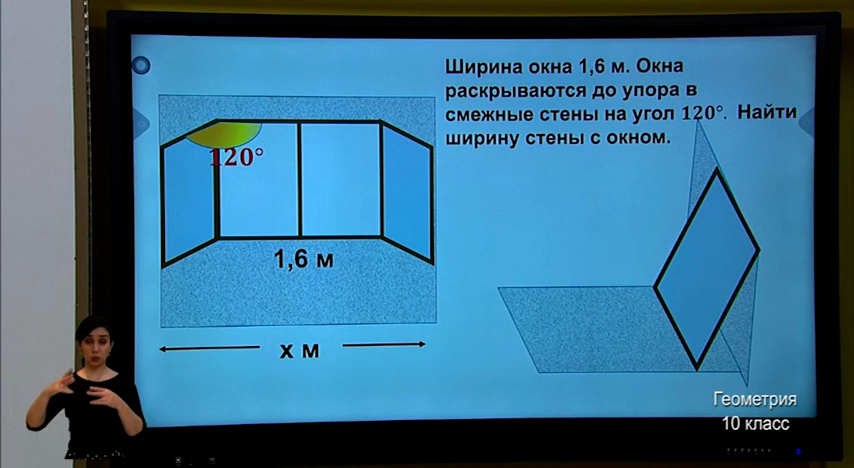 Ширина окна 1,6 м. Окна
раскрываются до упора в
смежные стены на угол 120°. Найти
ширину стены с окном.
120°
1,6 м
х м
Геометрия
10 класс